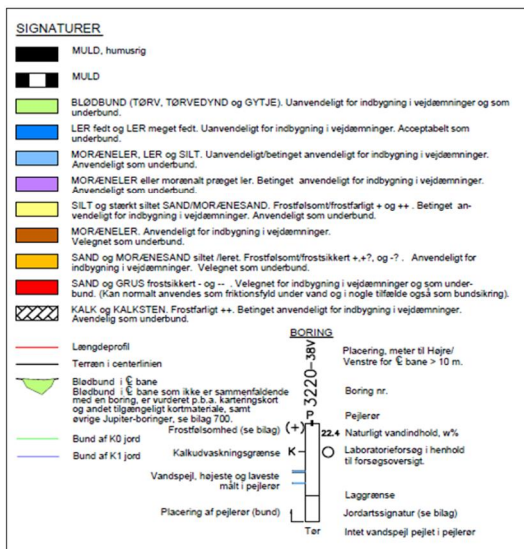 SIGNATURER
MULD, humusrig
MULD
BLØDBUND (TØRV, TØRVEDYND og GYTJE). Uanvendeligt for indbygning i vejdæmninger og som
underbund.
LER fedt og LER meget fedt. Uanvendeligt for indbygning i vejdæmninger. Acceptabelt som
underbund.
MORÆNELER, LER og SILT. Uanvendeligt/betinget anvendeligt for indbygning i vejdæmninger.
Anvendeligt som underbund.
MORÆNELER eller morænalt præget ler. Betinget anvendeligt for indbygning i vejdæmninger.
Anvendeligt som underbund.
SILT og stærkt siltet SAND/MORÆNESAND. Frostfølsomt/frostfarligt + og ++ . Betinget an-
vendeligt for indbygning i vejdæmninger. Anvendeligt som underbund.
MORÆNELER. Anvendeligt for indbygning i vejdæmninger.
Velegnet som underbund.
SAND og MORÆNESAND siltet /leret. Frostfølsomt/frostsikkert +,+?, og -? . Anvendeligt for
indbygning i vejdæmninger. Velegnet som underbund.
SAND og GRUS frostsikkert - og -- . Velegnet for indbygning i vejdæmninger og som under-
bund. (Kan normalt anvendes som friktionsfyld under vand og i nogle tilfælde også som bundsikring).
KALK og KALKSTEN. Frostfarligt ++. Betinget anvendeligt for indbygning i vejdæmninger.
Avendelig som underbund.
Længdeprofil
Terræn i centerlinien
Blødbund i ℄ bane
Blødbund i ℄ bane som ikke er sammenfaldende
med en boring, er vurderet p.b.a. karteringskort
og andet tilgængeligt kortmateriale, samt
øvrige Jupiter-boringer, se bilag 700.
Bund af K0 jord
Bund af K1 jord
BORING
3220-38V
Placering, meter til Højre/
Venstre for ℄ bane > 10 m.
Boring nr.
P
Pejlerør
Frostfølsomhed (se bilag)
(+)
22.4
Naturligt vandindhold, w%
Kalkudvaskningsgrænse
K
Laboratorieforsøg i henhold
til forsøgsoversigt.
Vandspejl, højeste og laveste
målt i pejlerør
Laggrænse
Placering af pejlerør (bund)
Jordartssignatur (se bilag)
Tør
Intet vandspejl pejlet i pejlerør